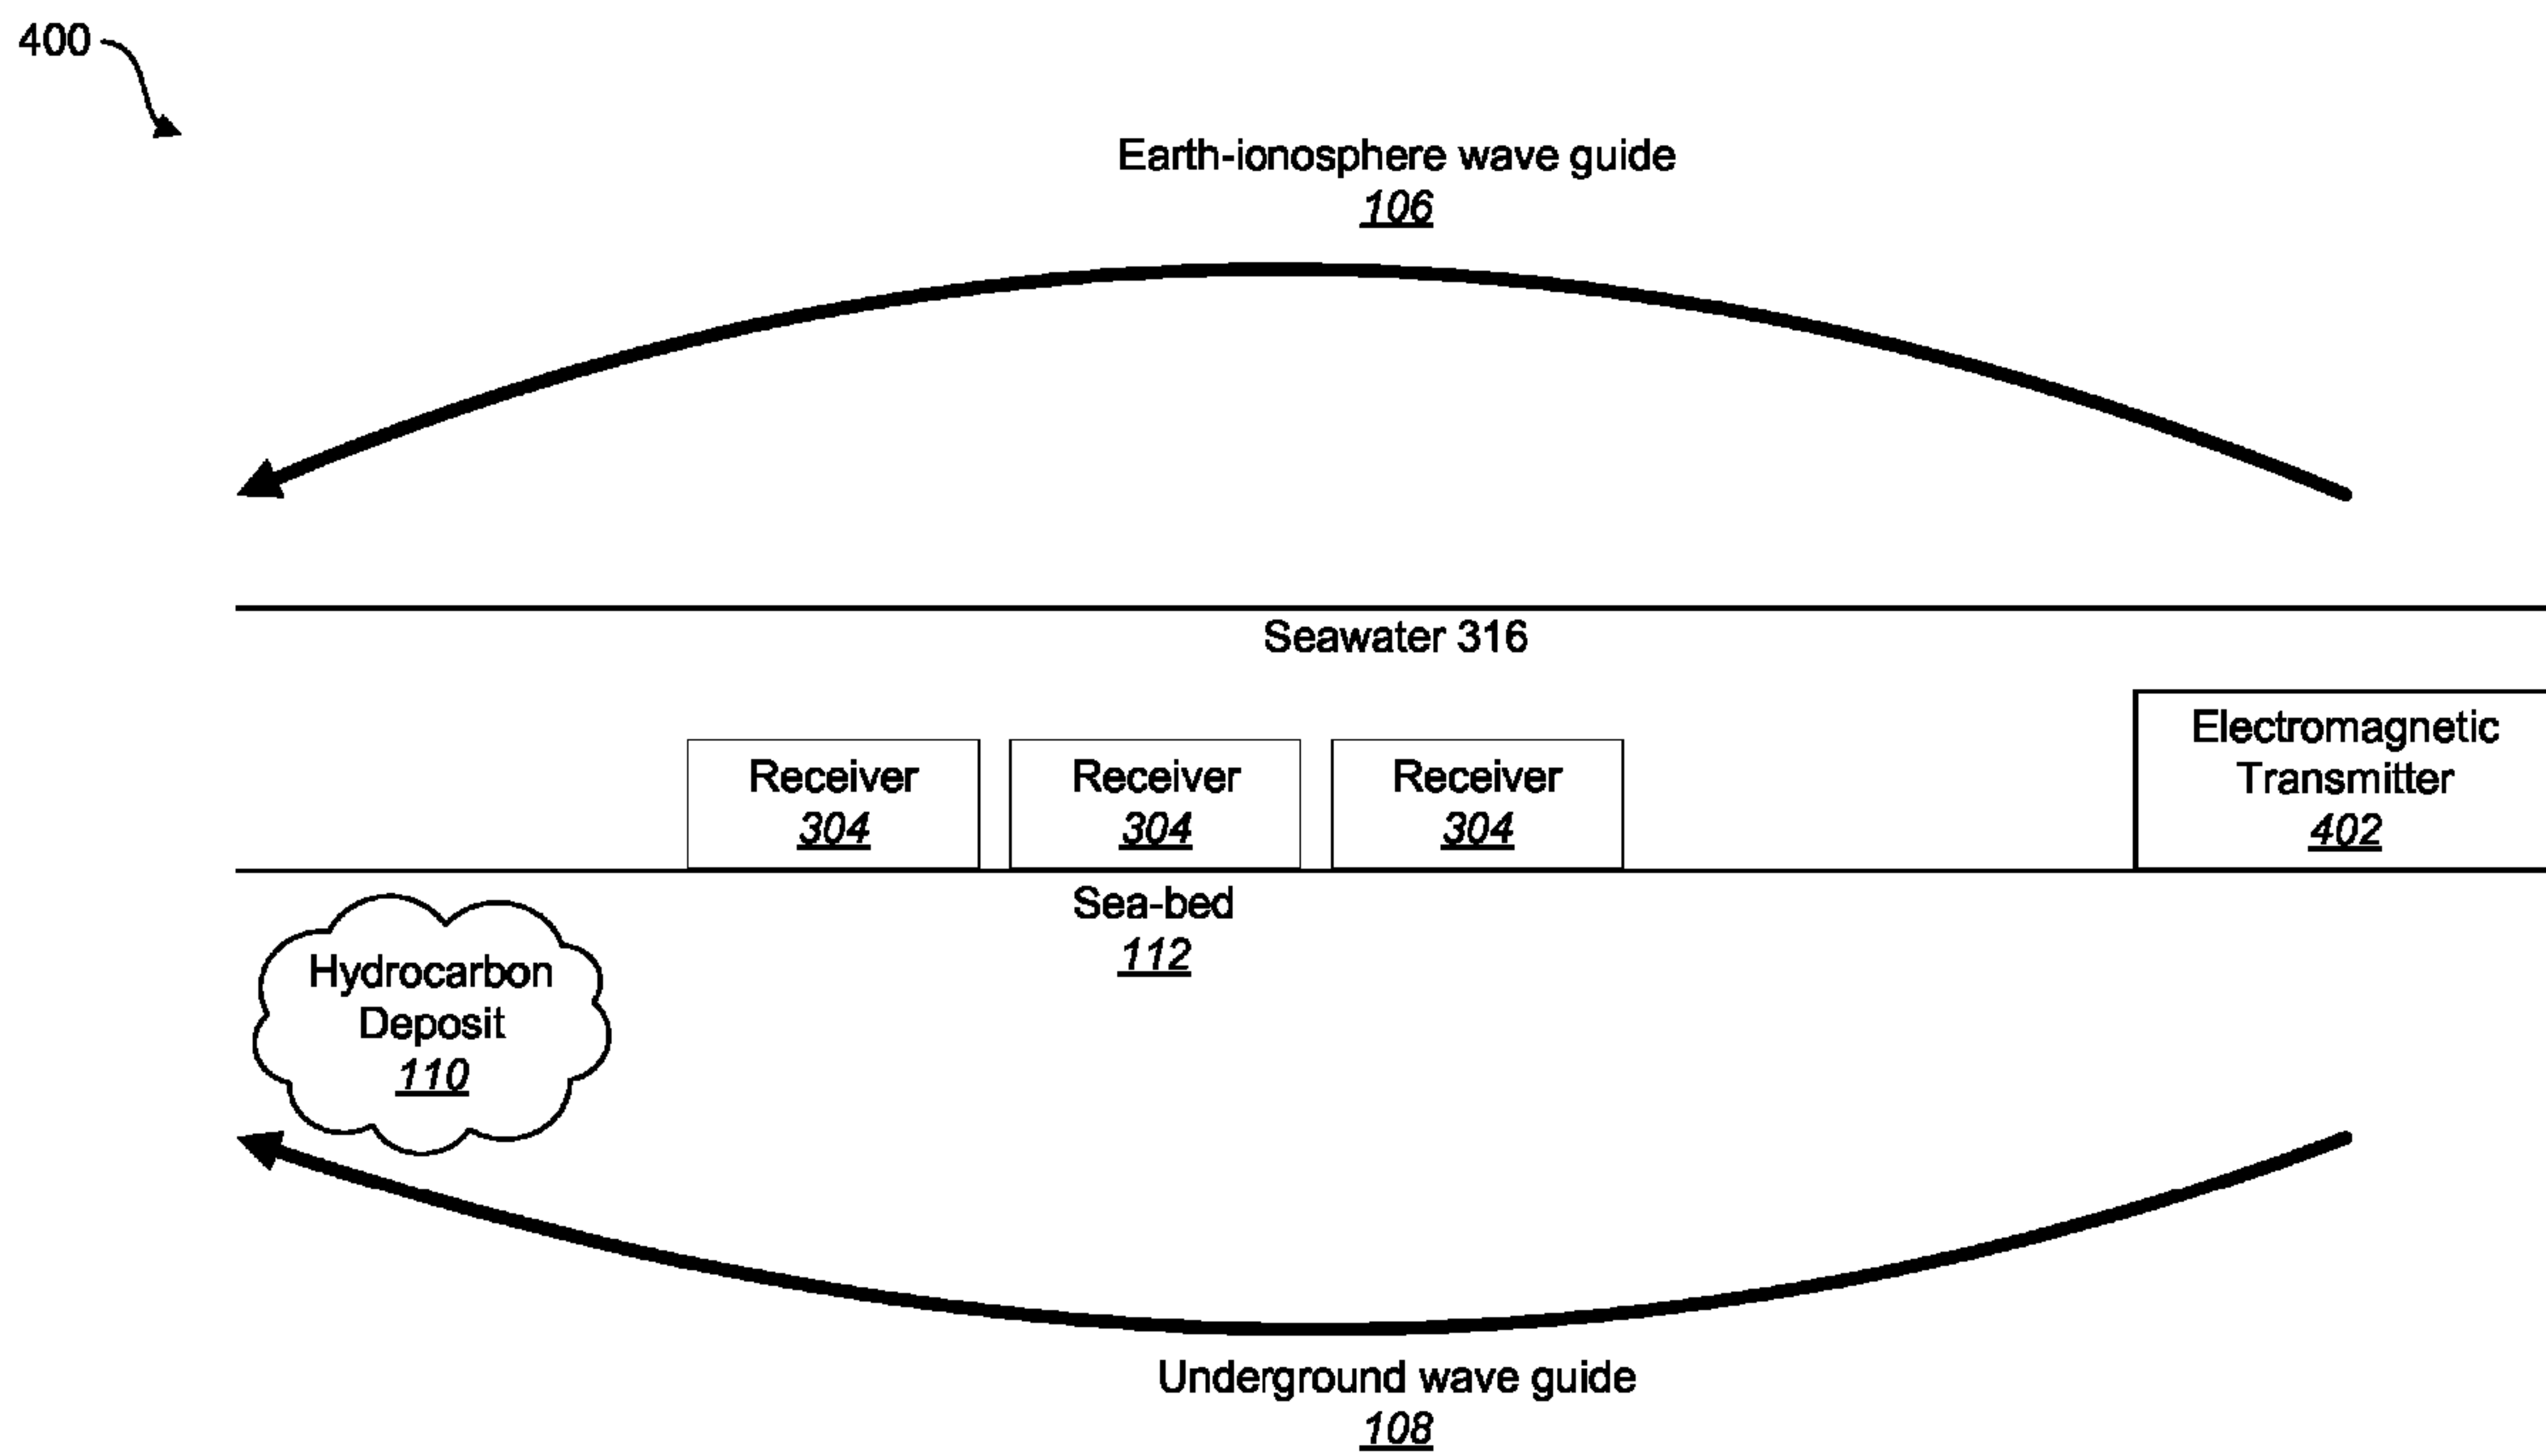 400
Earth-ionosphere wave guide
106
Seawater 316
Electromagnetic
Transmitter
402
Receiver
304
Receiver
304
Receiver
304
Sea-bed
112
Hydrocarbon
Deposit
110
Underground wave guide
108